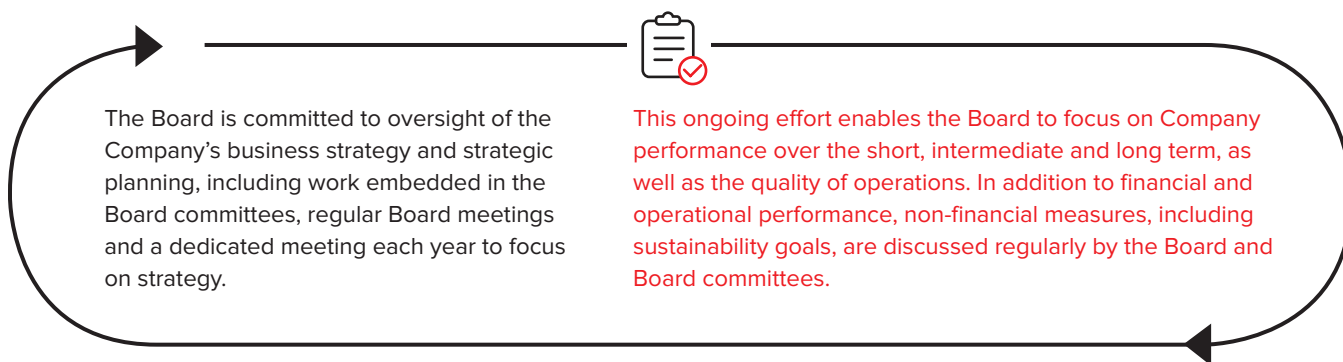 The Board is committed to oversight of the
Company’s business strategy and strategic
planning, including work embedded in the
Board committees, regular Board meetings
and a dedicated meeting each year to focus
on strategy.
This ongoing effort enables the Board to focus on Company
performance over the short, intermediate and long term, as
well as the quality of operations. In addition to financial and
operational performance, non-financial measures, including
sustainability goals, are discussed regularly by the Board and
Board committees.